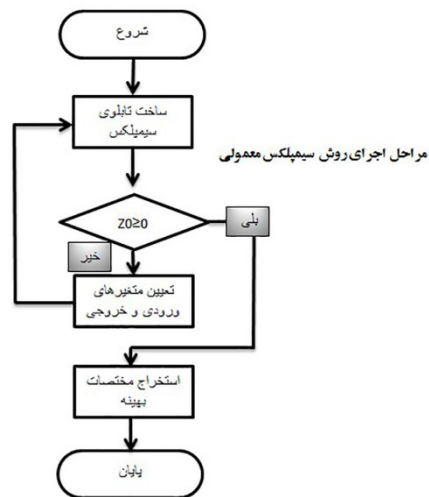 شروع
ساخت تابلوی
سیمپلکس
مراحل اجرای روش سیمپلکس معمولی
Z0≥0
بلی
خیر
تعیین متغیرهای
ورودی و خروجی
استخراج مختصات
بهینه
پایان